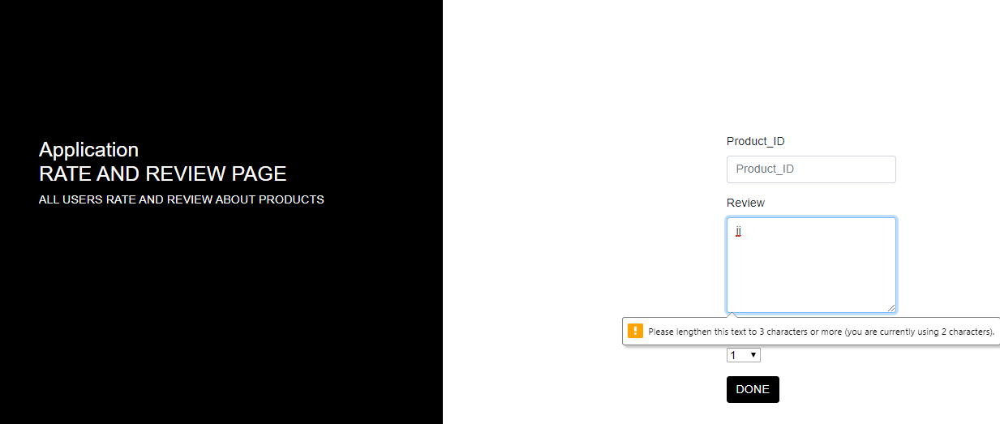 Application
RATE AND REVIEW PAGE
ALL USERS RATE AND REVIEW ABOUT PRODUCTS
Product_ID
Product_ID
Review
jj
Please lengthen this text to 3 characters or more (you are currently using 2 characters).
1
DONE